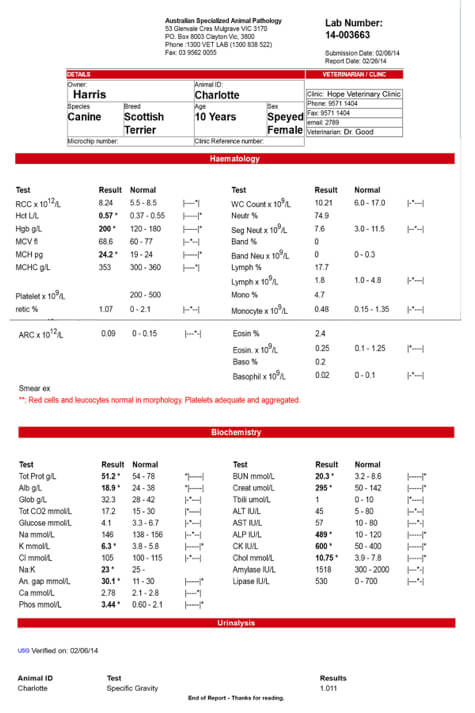 Australian Specialized Animal Pathology
53 Glenvale Cres Mulgrave VIC 3170
PO. Box 8003 Clayton Vic, 3800
Phone :1300 VET LAB (1300 838 522)
Fax: 03 9562 0055
Lab Number:
14-003663
Submission Date: 02/06/14
Report Date: 02/26/14
DETAILS VETERINARIAN / CLINC
Owner: Animal ID:
Harris Charlotte
Clinic: Hope Veterinary Clinic
Phone: 9571 1404
Species Breed Age Sex
Canine Scottish Terrier 10 Years Speyed Female
Fax: 9571 1404
email: 2789
Veterinarian: Dr. Good
Microchip number: Clinic Reference number:
Haematology
Test Result Normal Test Result Normal
RCC x 10^12/L 8.24 5.5 - 8.5 |----*| WC Count x 10^9/L 10.21 6.0 - 17.0 |-*---|
Hct L/L 0.57 * 0.37 - 0.55 |-----|* Neutr % 74.9
Hgb g/L 200 * 120 - 180 |-----|* Seg Neut x 10^9/L 7.6 3.0 - 11.5 |--*--|
MCV fl 68.6 60 - 77 |--*--| Band % 0
MCH pg 24.2 * 19 - 24 |-----|* Band Neu x 10^9/L 0 0 - 0.3
MCHC g/L 353 300 - 360 |----*| Lymph % 17.7
Lymph x 10^9/L 1.8 1.0 - 4.8 |-*---|
Platelet x 10^9/L 200 - 500 Mono % 4.7
retic % 1.07 0 - 2.1 |--*--| Monocyte x 10^9/L 0.48 0.15 - 1.35 |-*---|
ARC x 10^12/L 0.09 0 - 0.15 |---*-| Eosin % 2.4
Eosin. x 10^9/L 0.25 0.1 - 1.25 |*----|
Baso % 0.2
Basophil x 10^9/L 0.02 0 - 0.1 |-*---|
Smear ex
**: Red cells and leucocytes normal in morphology. Platelets adequate and aggregated.
Biochemistry
Test Result Normal Test Result Normal
Tot Prot g/L 51.2 * 54 - 78 *|-----| BUN mmol/L 20.3 * 3.2 - 8.6 |-----|*
Alb g/L 18.9 * 24 - 38 *|-----| Creat umol/L 295 * 50 - 142 |-----|*
Glob g/L 32.3 28 - 42 |-*---| Tbili umol/L 1 0 - 10 |*----|
Tot CO2 mmol/L 17.2 15 - 30 |*----| ALT IU/L 45 5 - 80 |--*--|
Glucose mmol/L 4.1 3.3 - 6.7 |-*---| AST IU/L 57 10 - 80 |---*-|
Na mmol/L 146 138 - 156 |--*--| ALP IU/L 489 * 10 - 120 |-----|*
K mmol/L 6.3 * 3.8 - 5.8 |-----|* CK IU/L 600 * 50 - 400 |-----|*
Cl mmol/L 105 100 - 115 |-*---| Chol mmol/L 10.75 * 3.9 - 7.8 |-----|*
Na:K 23 * 25 - Amylase IU/L 1518 300 - 2000 |---*-|
An. gap mmol/L 30.1 * 11 - 30 |-----|* Lipase IU/L 530 0 - 700 |---*-|
Ca mmol/L 2.78 2.1 - 2.8 |----*|
Phos mmol/L 3.44 * 0.60 - 2.1 |-----|*
Urinalysis
USG Verified on: 02/06/14
Animal ID Test Results
Charlotte Specific Gravity 1.011
End of Report - Thanks for reading.